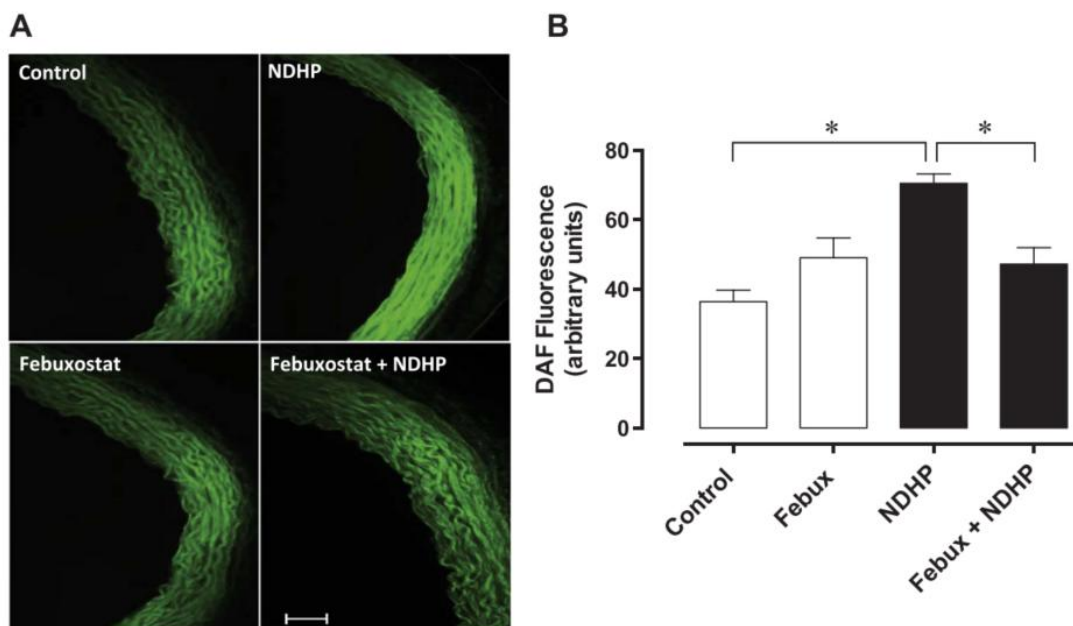 A
B
Control
NDHP
Febuxostat
Febuxostat + NDHP
*
*
DAF Fluorescence
(arbitrary units)
80
60
40
20
0
Control
Febux
NDHP
Febux + NDHP